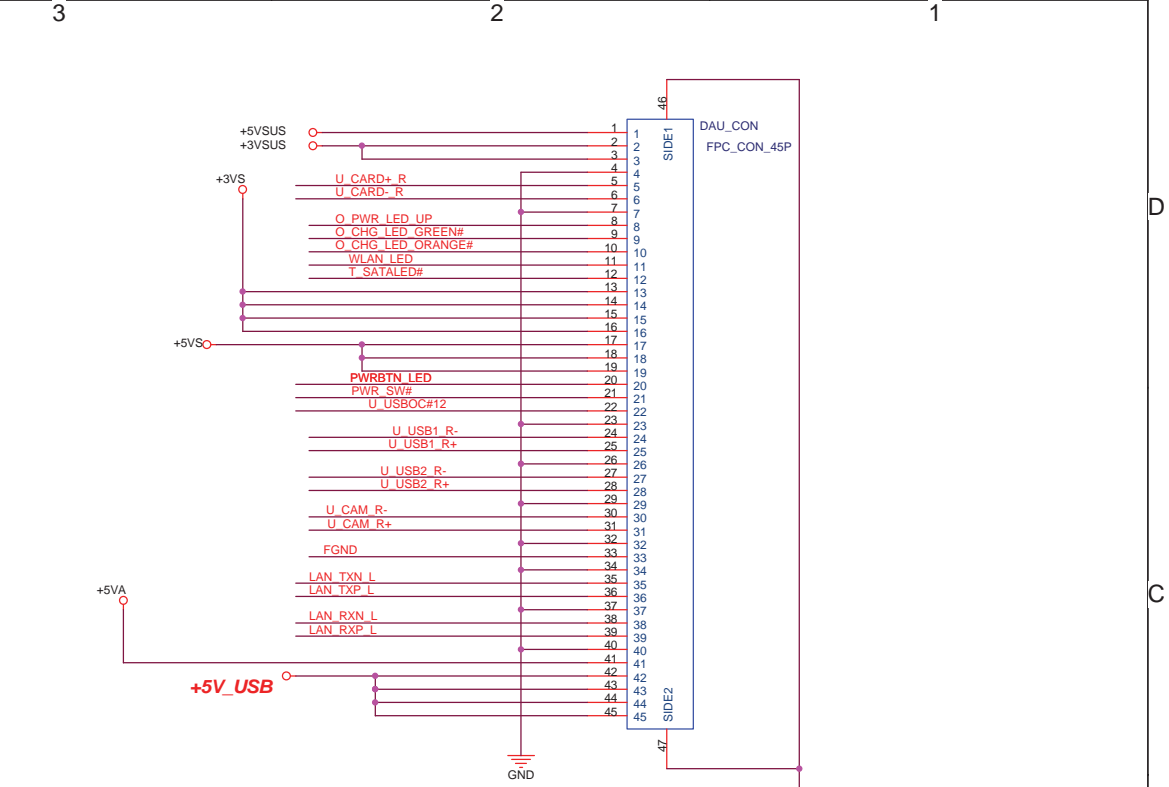 3 2 1
46
DAU_CON
FPC_CON_45P
SIDE1
+5VSUS 1 1
+3VSUS 2 2
3 3
4 4
+3VS
U_CARD+_R 5 5
U_CARD-_R 6 6
7 7
D
O_PWR_LED_UP 8 8
O_CHG_LED_GREEN# 9 9
O_CHG_LED_ORANGE# 10 10
WLAN_LED 11 11
T_SATALED# 12 12
13 13
14 14
15 15
16 16
+5VS 17 17
18 18
19 19
PWRBTN_LED 20 20
PWR_SW# 21 21
U_USBOC#12 22 22
23 23
U_USB1_R- 24 24
U_USB1_R+ 25 25
26 26
U_USB2_R- 27 27
U_USB2_R+ 28 28
29 29
U_CAM_R- 30 30
U_CAM_R+ 31 31
32 32
FGND 33 33
34 34
LAN_TXN_L 35 35
LAN_TXP_L 36 36
+5VA
C
37 37
LAN_RXN_L 38 38
LAN_RXP_L 39 39
40 40
41 41
+5V_USB 42 42
43 43
44 44
45 45
SIDE2
47
GND